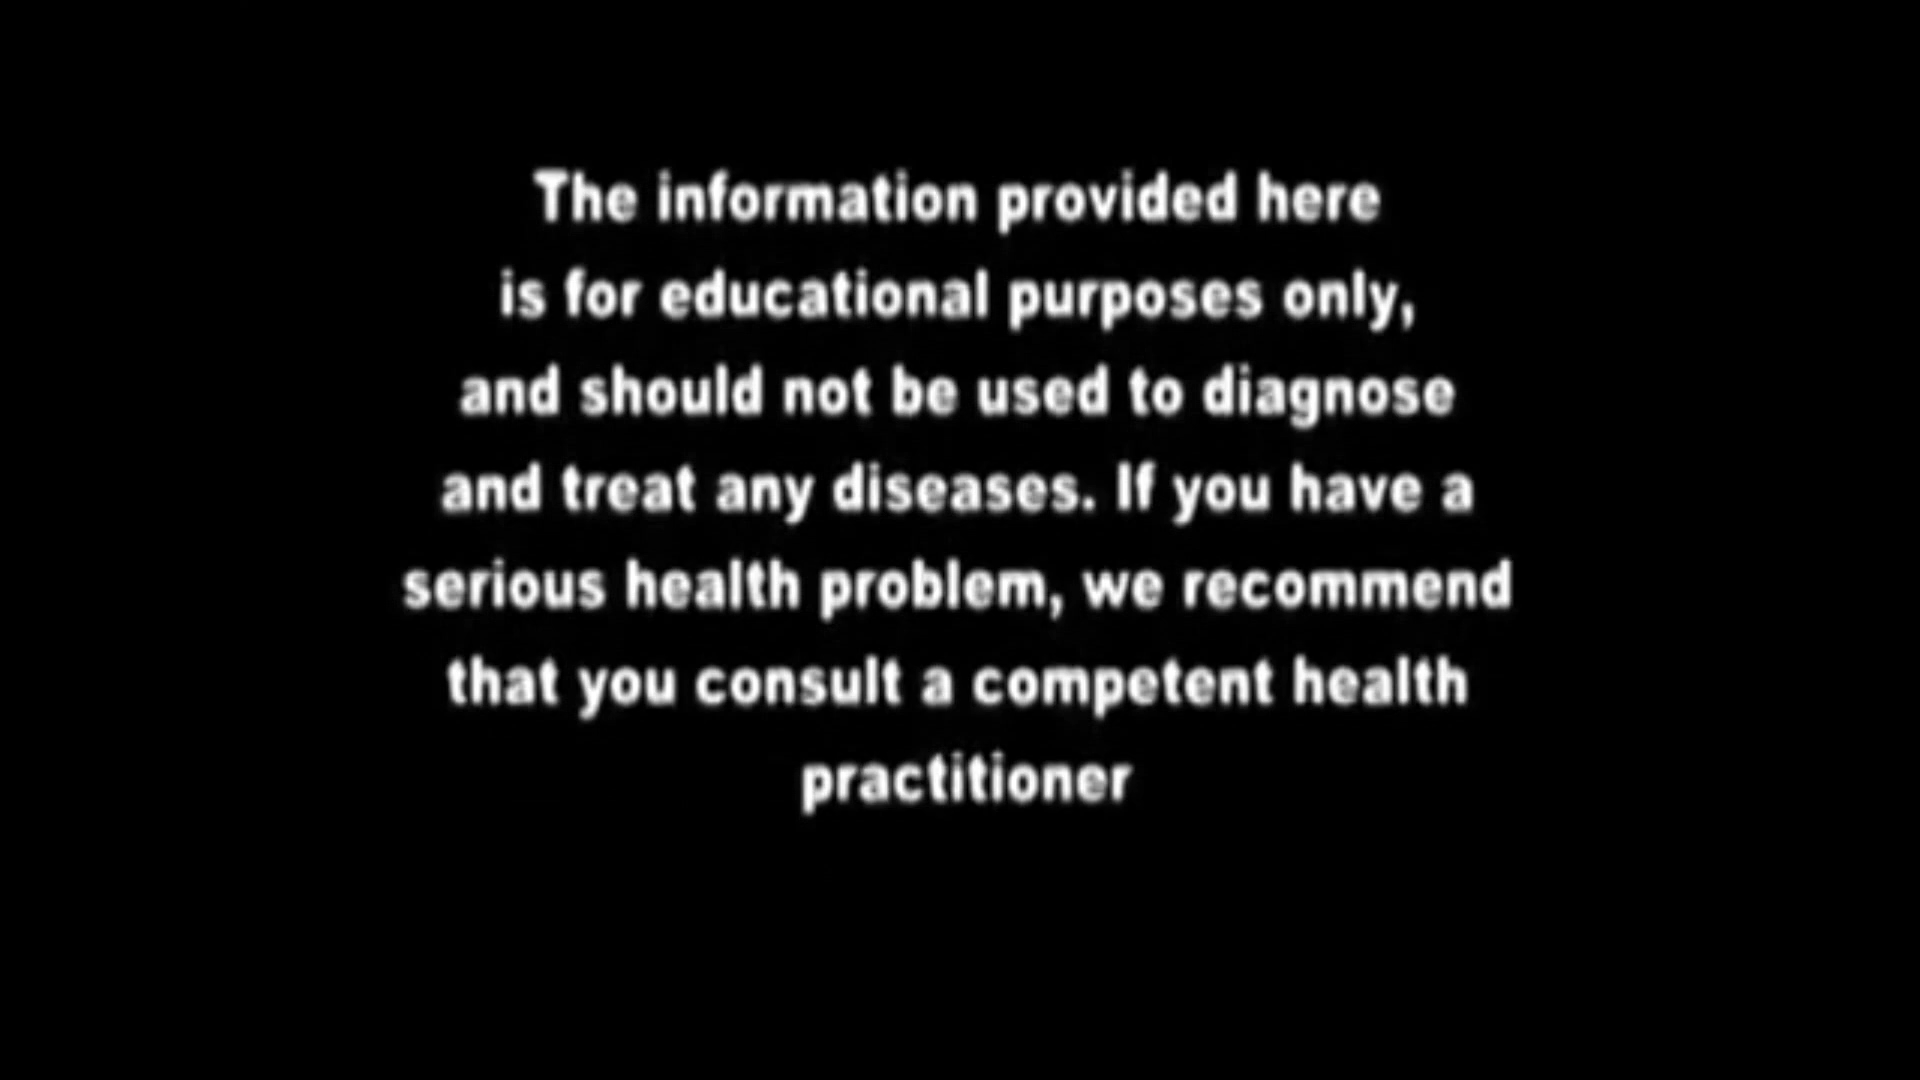 The information provided here
is for educational purposes only,
and should not be used to diagnose
and treat any diseases. If you have a
serious health problem, we recommend
that you consult a competent health
practitioner